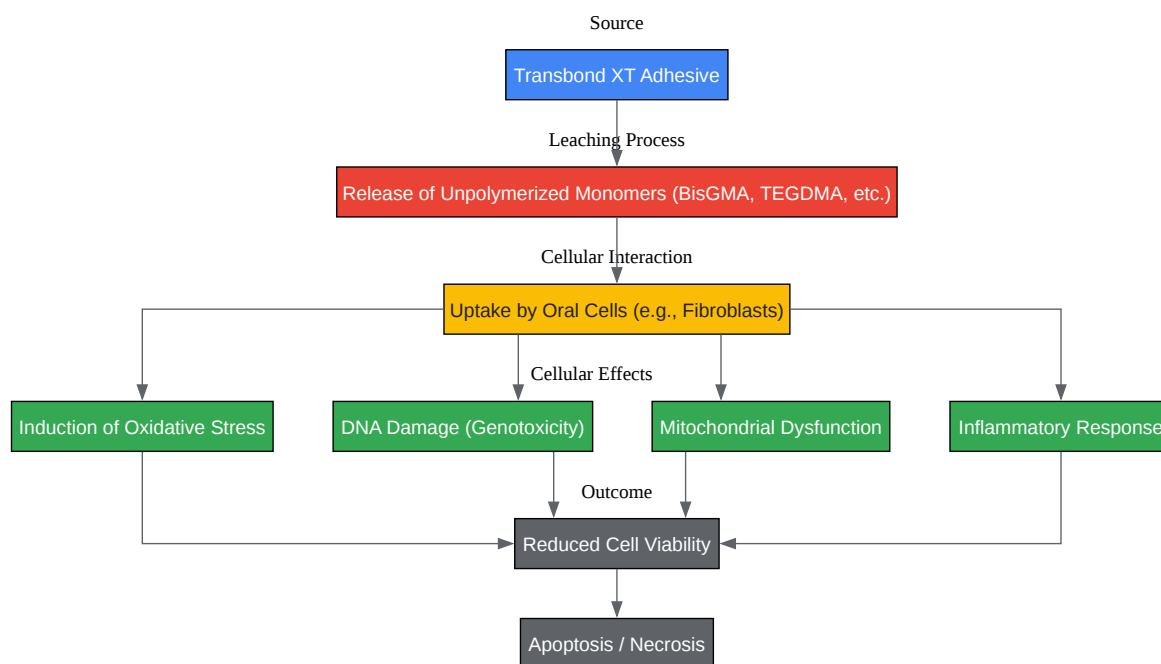 Source
Transbond XT Adhesive
Leaching Process
Release of Unpolymerized Monomers (BisGMA, TEGDMA, etc.)
Cellular Interaction
Uptake by Oral Cells (e.g., Fibroblasts)
Cellular Effects
Induction of Oxidative Stress
DNA Damage (Genotoxicity)
Mitochondrial Dysfunction
Inflammatory Response
Outcome
Reduced Cell Viability
Apoptosis / Necrosis